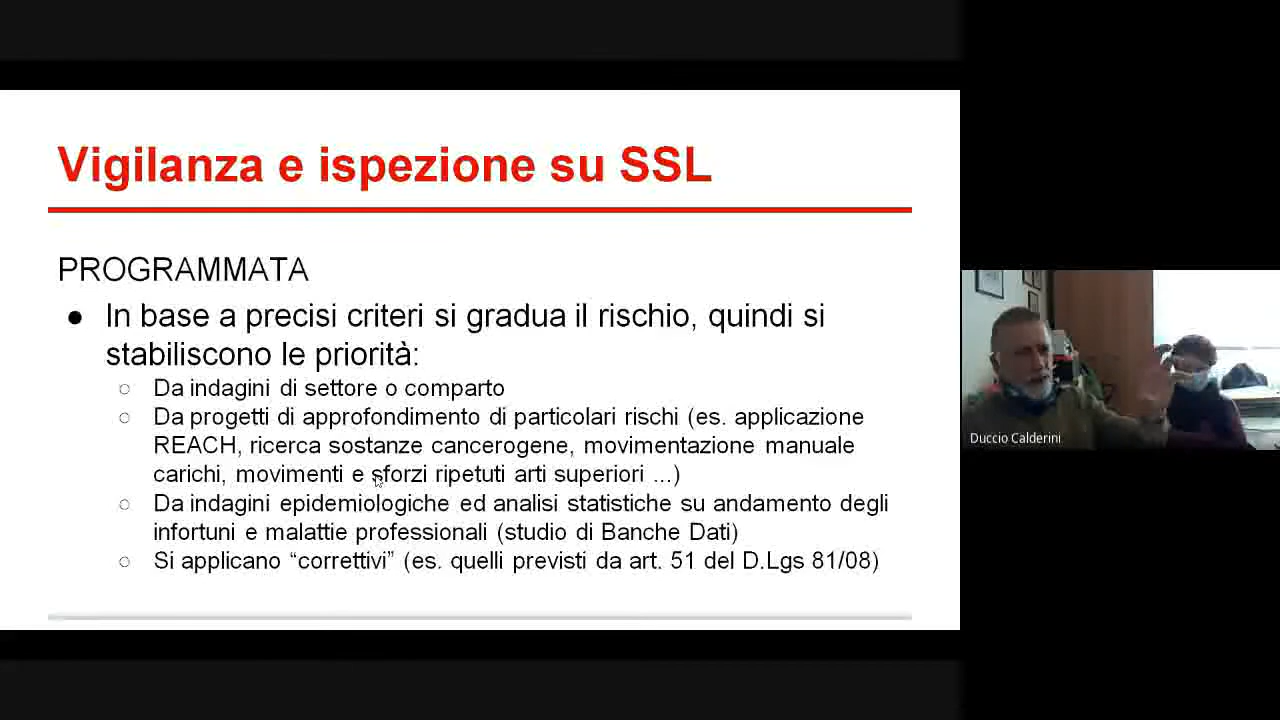 Vigilanza e ispezione su SSL
PROGRAMMATA
● In base a precisi criteri si gradua il rischio, quindi si
stabiliscono le priorità:
○ Da indagini di settore o comparto
○ Da progetti di approfondimento di particolari rischi (es. applicazione
REACH, ricerca sostanze cancerogene, movimentazione manuale
carichi, movimenti e sforzi ripetuti arti superiori ...)
○ Da indagini epidemiologiche ed analisi statistiche su andamento degli
infortuni e malattie professionali (studio di Banche Dati)
○ Si applicano “correttivi” (es. quelli previsti da art. 51 del D.Lgs 81/08)
Duccio Calderini